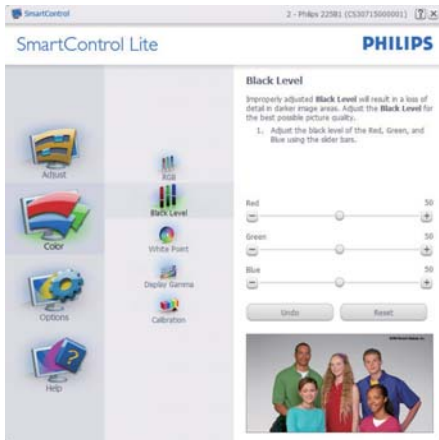 SmartControl
2 - Philips 225B1 (CS30715000001)
SmartControl Lite
PHILIPS
Adjust
Color
Options
Help
RGB
Black Level
White Point
Display Gamma
Calibration
Black Level
Improperly adjusted Black Level will result in a loss of
detail in darker image areas. Adjust the Black Level for
the best possible picture quality.
1. Adjust the black level of the Red, Green, and
Blue using the slider bars.
Red 50
Green 50
Blue 50
Undo Reset